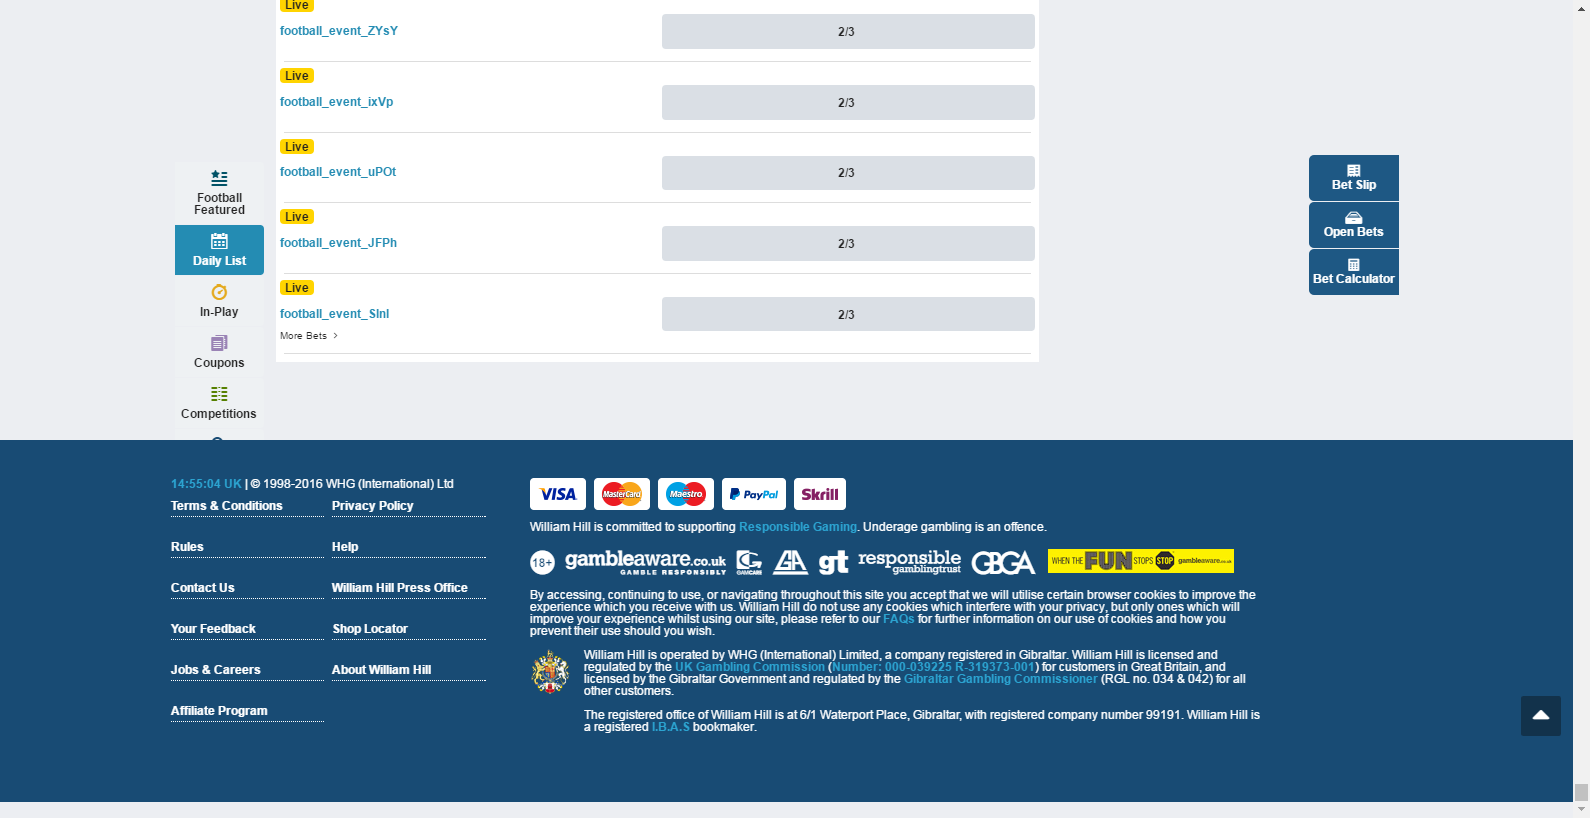 Live
football_event_ZYsY
2/3
Live
football_event_ixVp
2/3
Live
football_event_uPOt
2/3
Live
football_event_JFPh
2/3
Live
football_event_SlnI
2/3
More Bets >
Football
Featured
Daily List
In-Play
Coupons
Competitions
Bet Slip
Open Bets
Bet Calculator
14:55:04 UK | © 1998-2016 WHG (International) Ltd
Terms & Conditions
Privacy Policy
Rules
Help
Contact Us
William Hill Press Office
Your Feedback
Shop Locator
Jobs & Careers
About William Hill
Affiliate Program
VISA
MasterCard
Maestro
PayPal
Skrill
William Hill is committed to supporting Responsible Gaming. Underage gambling is an offence.
18+
gambleaware.co.uk
GAMBLE RESPONSIBLY
GAMCARE
GA
gt
responsible
gamblingtrust
GBGA
WHEN THE FUN STOPS STOP gambleaware.co.uk
By accessing, continuing to use, or navigating throughout this site you accept that we will utilise certain browser cookies to improve the
experience which you receive with us. William Hill do not use any cookies which interfere with your privacy, but only ones which will
improve your experience whilst using our site, please refer to our FAQs for further information on our use of cookies and how you
prevent their use should you wish.
William Hill is operated by WHG (International) Limited, a company registered in Gibraltar. William Hill is licensed and
regulated by the UK Gambling Commission (Number: 000-039225 R-319373-001) for customers in Great Britain, and
licensed by the Gibraltar Government and regulated by the Gibraltar Gambling Commissioner (RGL no. 034 & 042) for all
other customers.
The registered office of William Hill is at 6/1 Waterport Place, Gibraltar, with registered company number 99191. William Hill is
a registered I.B.A.S bookmaker.